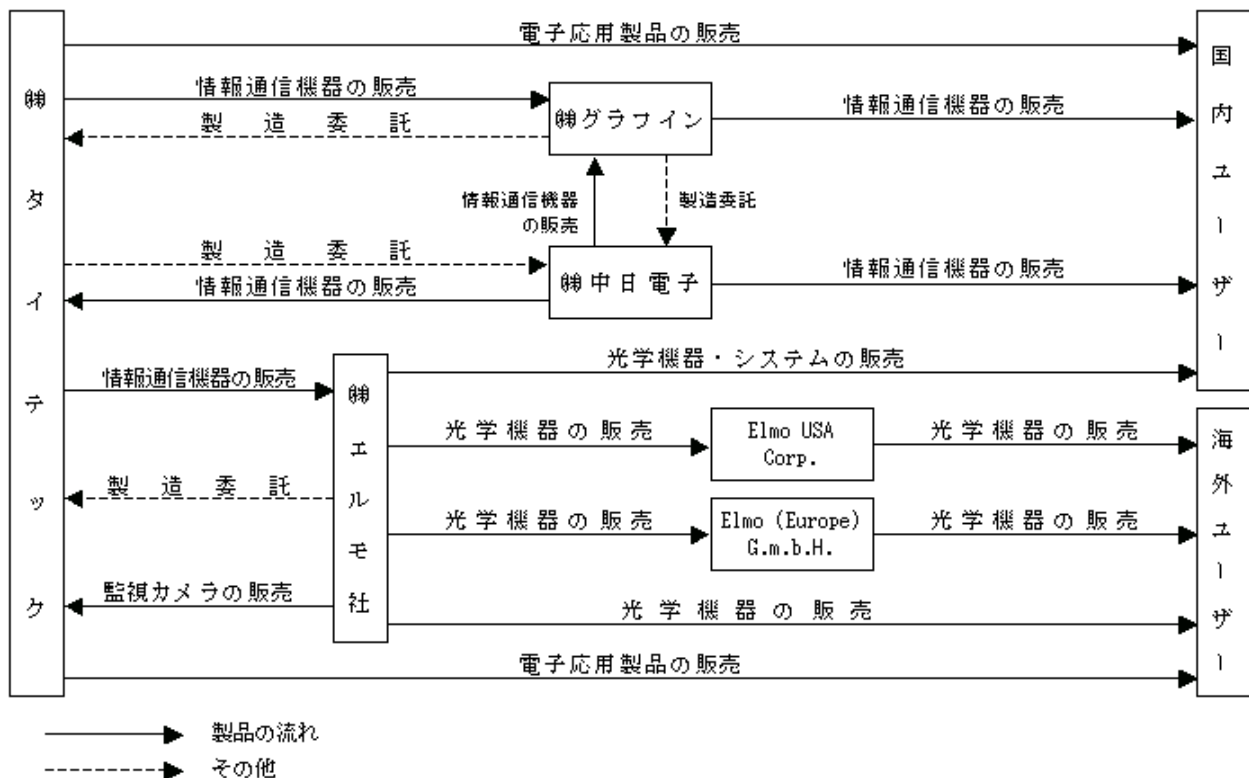 電子応用製品の販売
㈱タイテック
国内ユーザー
情報通信機器の販売
製造委託
㈱グラフイン
情報通信機器の販売
情報通信機器
の販売
製造委託
製造委託
情報通信機器の販売
㈱中日電子
情報通信機器の販売
光学機器・システムの販売
情報通信機器の販売
㈱エルモ社
製造委託
監視カメラの販売
光学機器の販売
Elmo USA
Corp.
光学機器の販売
海外ユーザー
光学機器の販売
Elmo (Europe)
G.m.b.H.
光学機器の販売
光学機器の販売
電子応用製品の販売
製品の流れ
その他